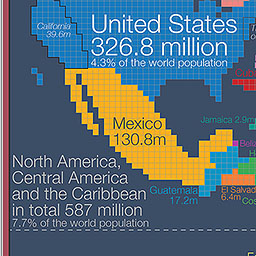 California
39.6m
United States
326.8 million
4.3% of the world population
Mexico
130.8m
Jamaica 2.9m
North America,
Central America
and the Caribbean
in total 587 million
7.7% of the world population
Guatemala
17.2m
El Salvad
6.4m